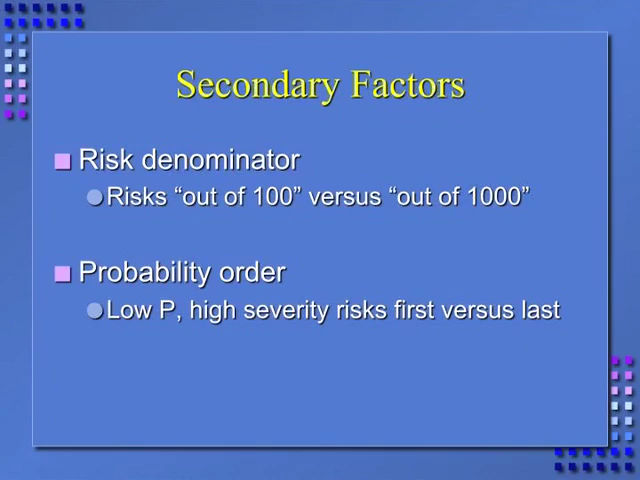 Secondary Factors
Risk denominator
Risks “out of 100” versus “out of 1000”
Probability order
Low P, high severity risks first versus last